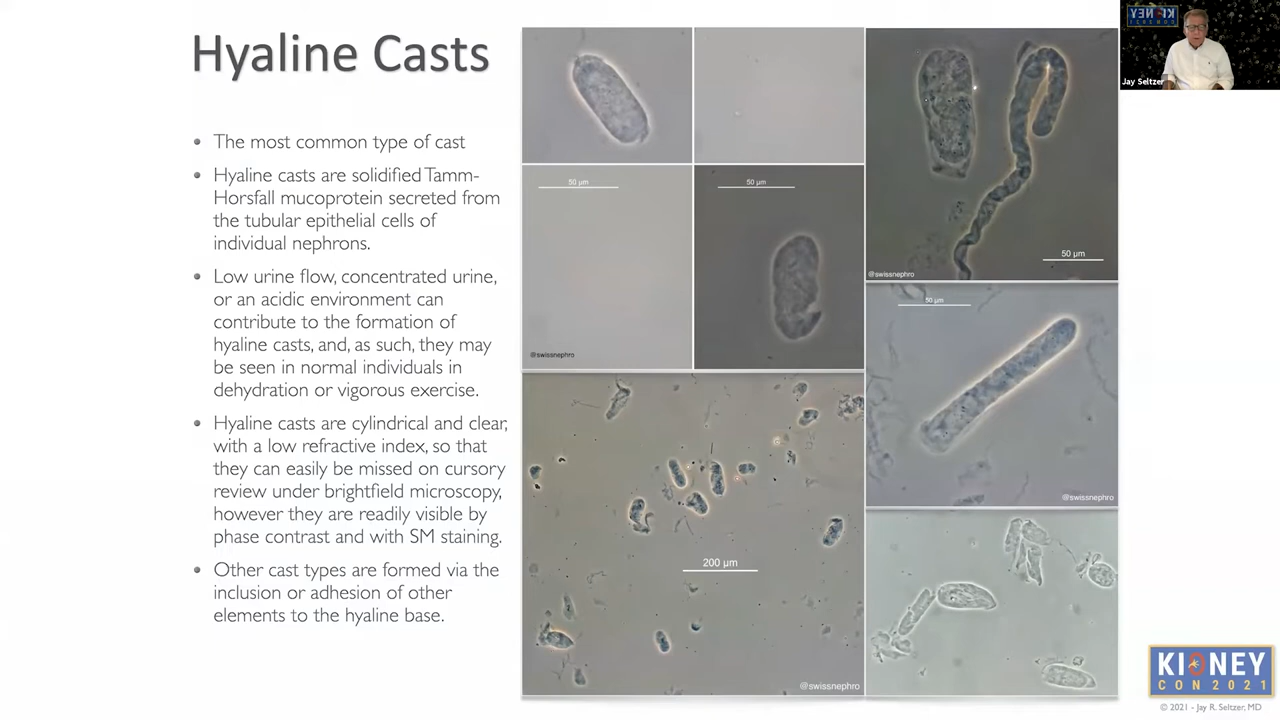 Hyaline Casts
The most common type of cast
Hyaline casts are solidified Tamm-
Horsfall mucoprotein secreted from
the tubular epithelial cells of
individual nephrons.
Low urine flow, concentrated urine,
or an acidic environment can
contribute to the formation of
hyaline casts, and, as such, they may
be seen in normal individuals in
dehydration or vigorous exercise.
Hyaline casts are cylindrical and clear,
with a low refractive index, so that
they can easily be missed on cursory
review under brightfield microscopy,
however they are readily visible by
phase contrast and with SM staining.
Other cast types are formed via the
inclusion or adhesion of other
elements to the hyaline base.
50 µm
50 µm
@swissnephro
200 µm
@swissnephro
50 µm
@swissnephro
50 µm
@swissnephro
KIDNEY
CON 2021
Jay Seltzer
KIDNEY
CON 2021
© 2021 - Jay R. Seltzer, MD